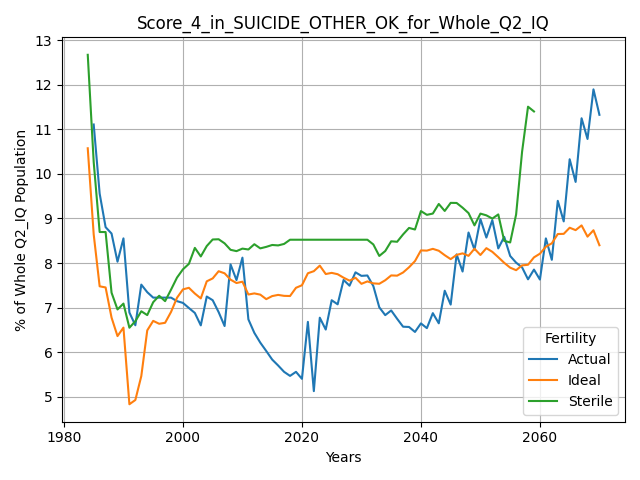 Score_4_in_SUICIDE_OTHER_OK_for_Whole_Q2_IQ
% of Whole Q2_IQ Population
13
12
11
10
9
8
7
6
5
1980
2000
2020
2040
2060
Years
Fertility
Actual
Ideal
Sterile